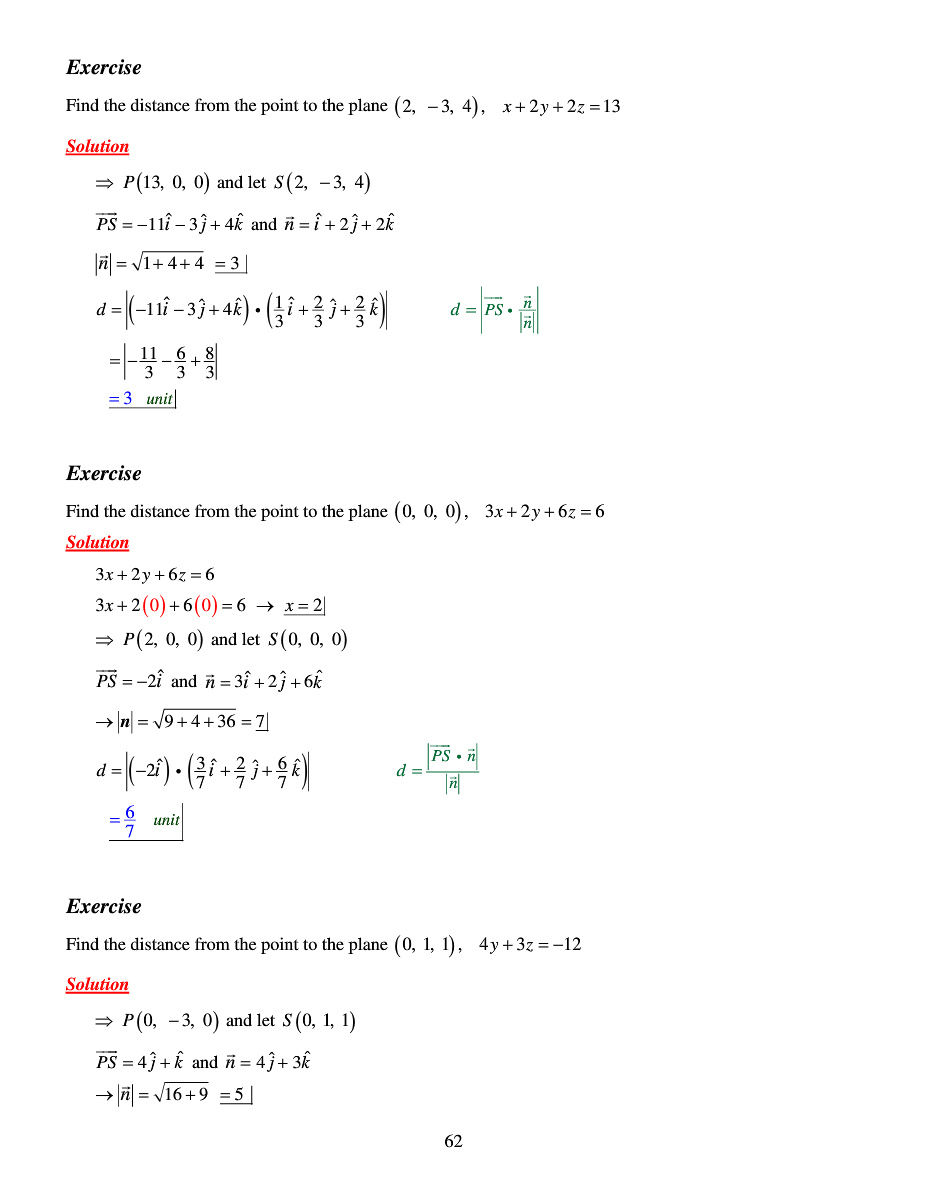 Exercise
Find the distance from the point to the plane (2, −3, 4), x + 2y + 2z = 13
Solution
⇒ P(13, 0, 0) and let S(2, −3, 4)
$\overrightarrow{PS} = -11\hat{i} - 3\hat{j} + 4\hat{k}$ and $\vec{n} = \hat{i} + 2\hat{j} + 2\hat{k}$
$|\vec{n}| = \sqrt{1+4+4} = 3$
$d = \left|\left(-11\hat{i} - 3\hat{j} + 4\hat{k}\right) \bullet \left(\frac{1}{3}\hat{i} + \frac{2}{3}\hat{j} + \frac{2}{3}\hat{k}\right)\right|$ $d = \left|\overrightarrow{PS} \bullet \frac{\vec{n}}{|\vec{n}|}\right|$
$= \left|-\frac{11}{3} - \frac{6}{3} + \frac{8}{3}\right|$
= 3 unit
Exercise
Find the distance from the point to the plane (0, 0, 0), 3x + 2y + 6z = 6
Solution
3x + 2y + 6z = 6
3x + 2(0) + 6(0) = 6 → x = 2
⇒ P(2, 0, 0) and let S(0, 0, 0)
$\overrightarrow{PS} = -2\hat{i}$ and $\vec{n} = 3\hat{i} + 2\hat{j} + 6\hat{k}$
$\rightarrow |n| = \sqrt{9+4+36} = 7$
$d = \left|\left(-2\hat{i}\right) \bullet \left(\frac{3}{7}\hat{i} + \frac{2}{7}\hat{j} + \frac{6}{7}\hat{k}\right)\right|$ $d = \frac{\left|\overrightarrow{PS} \bullet \vec{n}\right|}{|\vec{n}|}$
$= \frac{6}{7}$ unit
Exercise
Find the distance from the point to the plane (0, 1, 1), 4y + 3z = −12
Solution
⇒ P(0, −3, 0) and let S(0, 1, 1)
$\overrightarrow{PS} = 4\hat{j} + \hat{k}$ and $\vec{n} = 4\hat{j} + 3\hat{k}$
$\rightarrow |\vec{n}| = \sqrt{16+9} = 5$
62